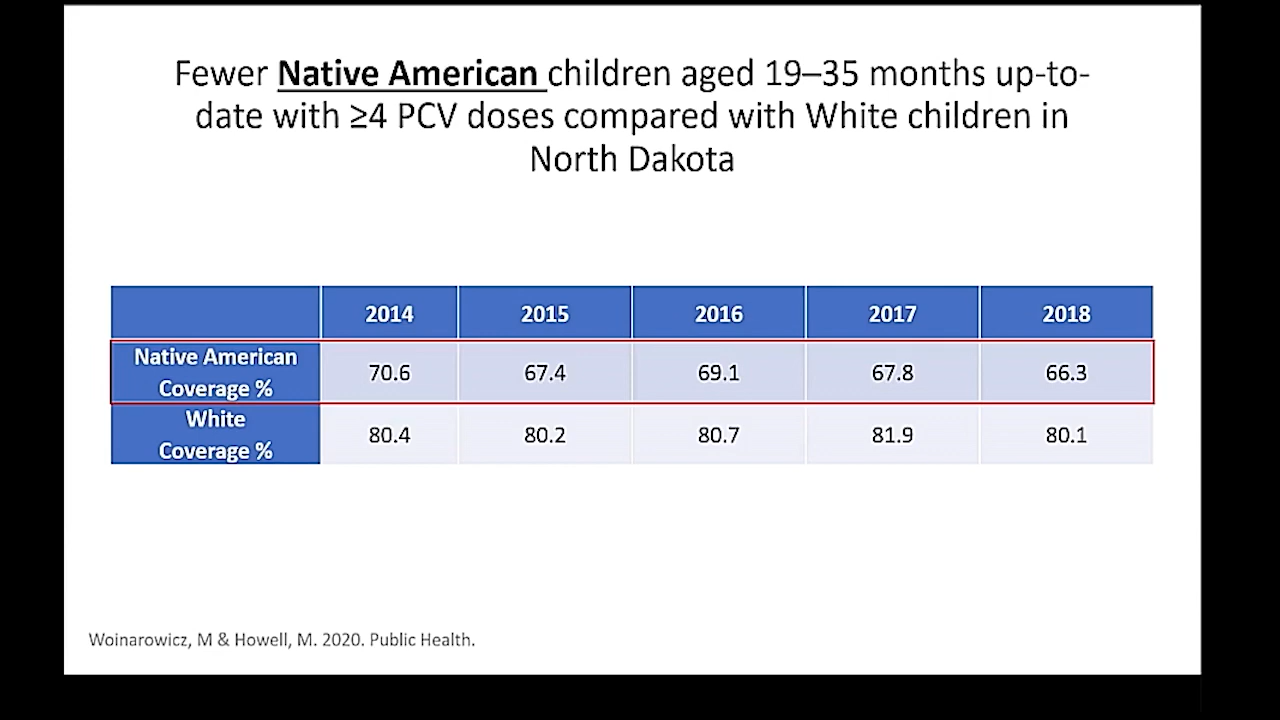 Fewer Native American children aged 19–35 months up-to-
date with ≥4 PCV doses compared with White children in
North Dakota
2014 2015 2016 2017 2018
Native American
Coverage % 70.6 67.4 69.1 67.8 66.3
White
Coverage % 80.4 80.2 80.7 81.9 80.1
Woinarowicz, M & Howell, M. 2020. Public Health.